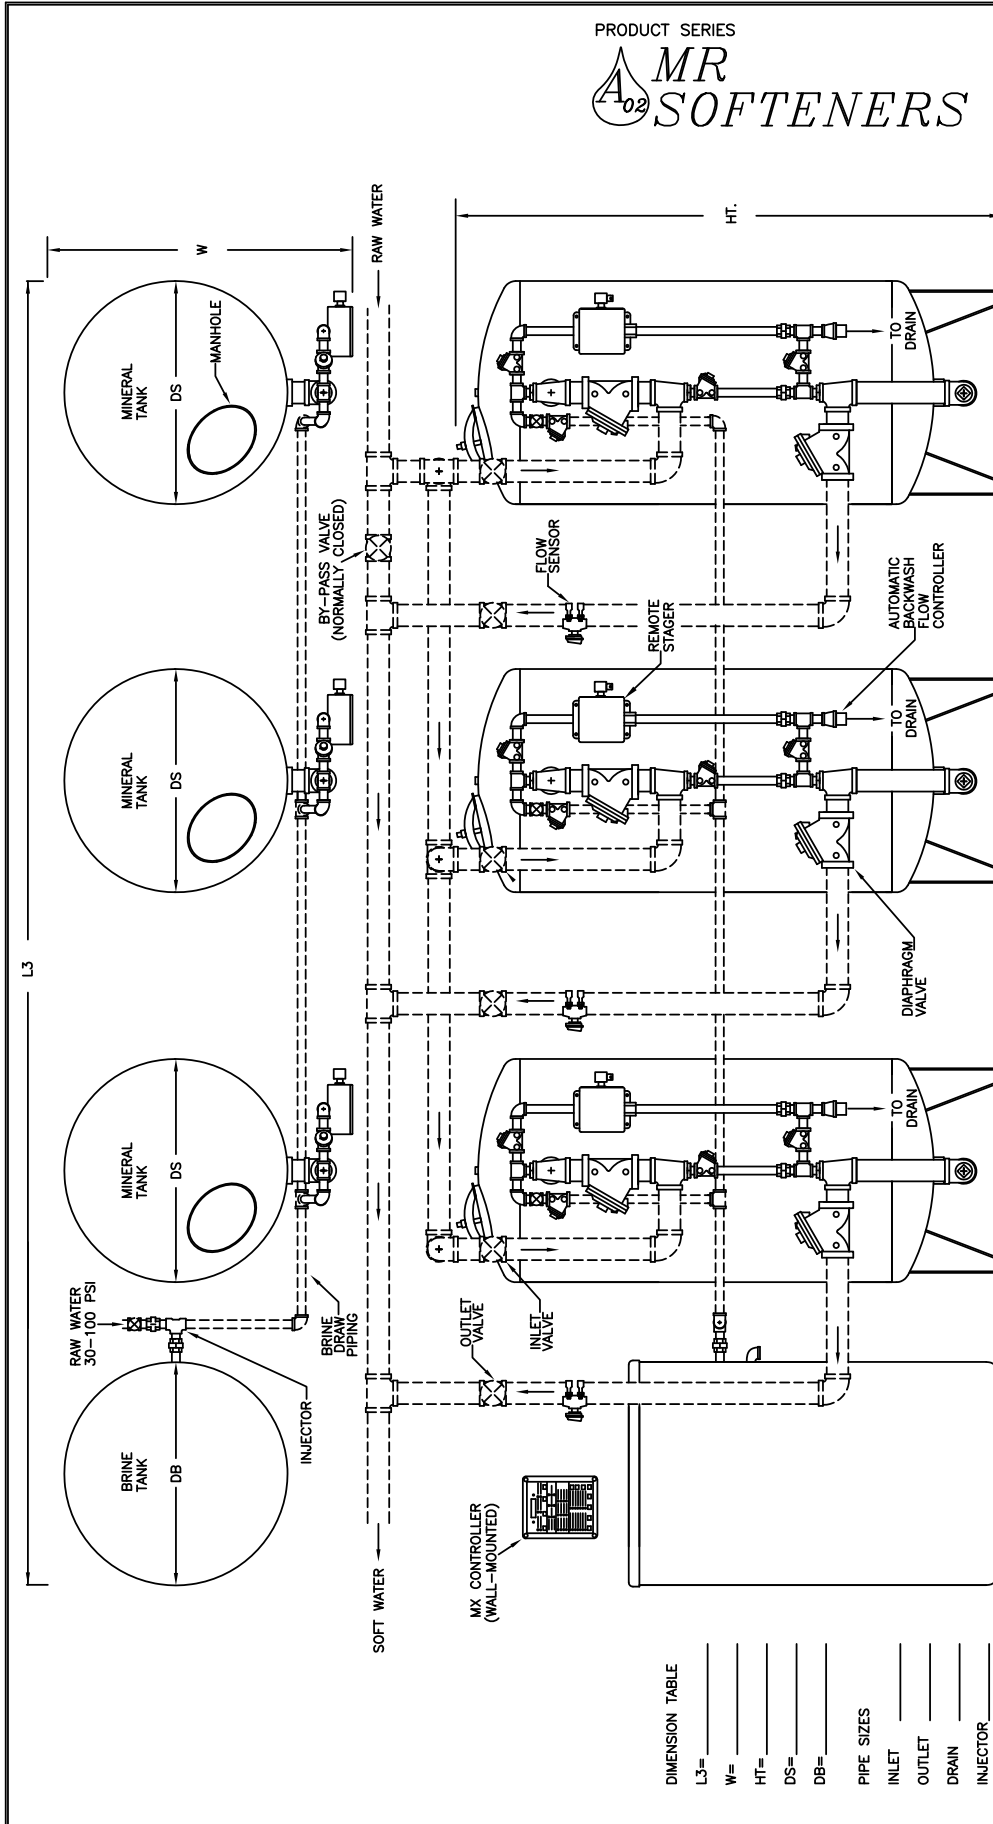 PRODUCT SERIES
A02
MR
SOFTENERS
W
RAW WATER
HT.
MINERAL
TANK
DS
MANHOLE
TO
DRAIN
BY-PASS VALVE
(NORMALLY CLOSED)
FLOW
SENSOR
REMOTE
STAGER
AUTOMATIC
BACKWASH
FLOW
CONTROLLER
MINERAL
TANK
DS
TO
DRAIN
L3
DIAPHRAGM
VALVE
MINERAL
TANK
DS
TO
DRAIN
RAW WATER
30-100 PSI
BRINE
DRAW
PIPING
OUTLET
VALVE
INLET
VALVE
INJECTOR
BRINE
TANK
DB
MX CONTROLLER
(WALL-MOUNTED)
SOFT WATER
DIMENSION TABLE
L3=
W=
HT=
DS=
DB=
PIPE SIZES
INLET
OUTLET
DRAIN
INJECTOR